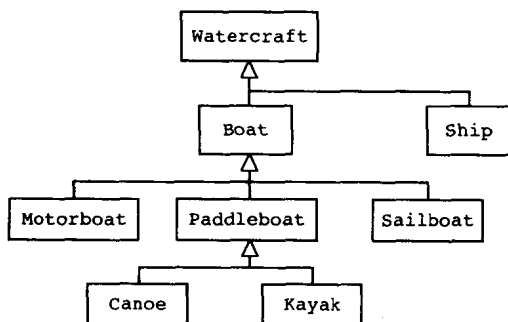 Watercraft
Boat
Ship
Motorboat
Paddleboat
Sailboat
Canoe
Kayak